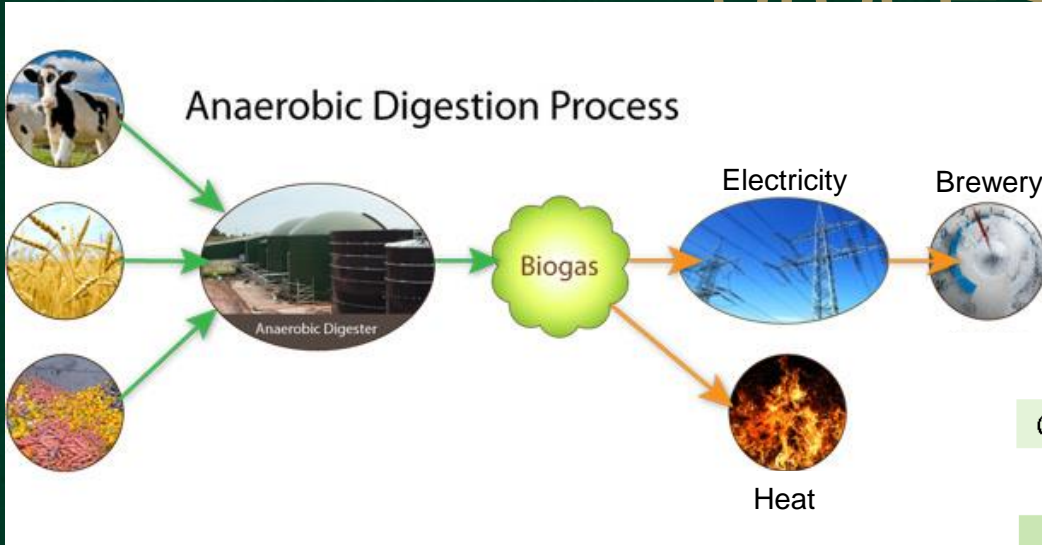 Anaerobic Digestion Process
Electricity
Brewery
Anaerobic Digester
Biogas
Heat